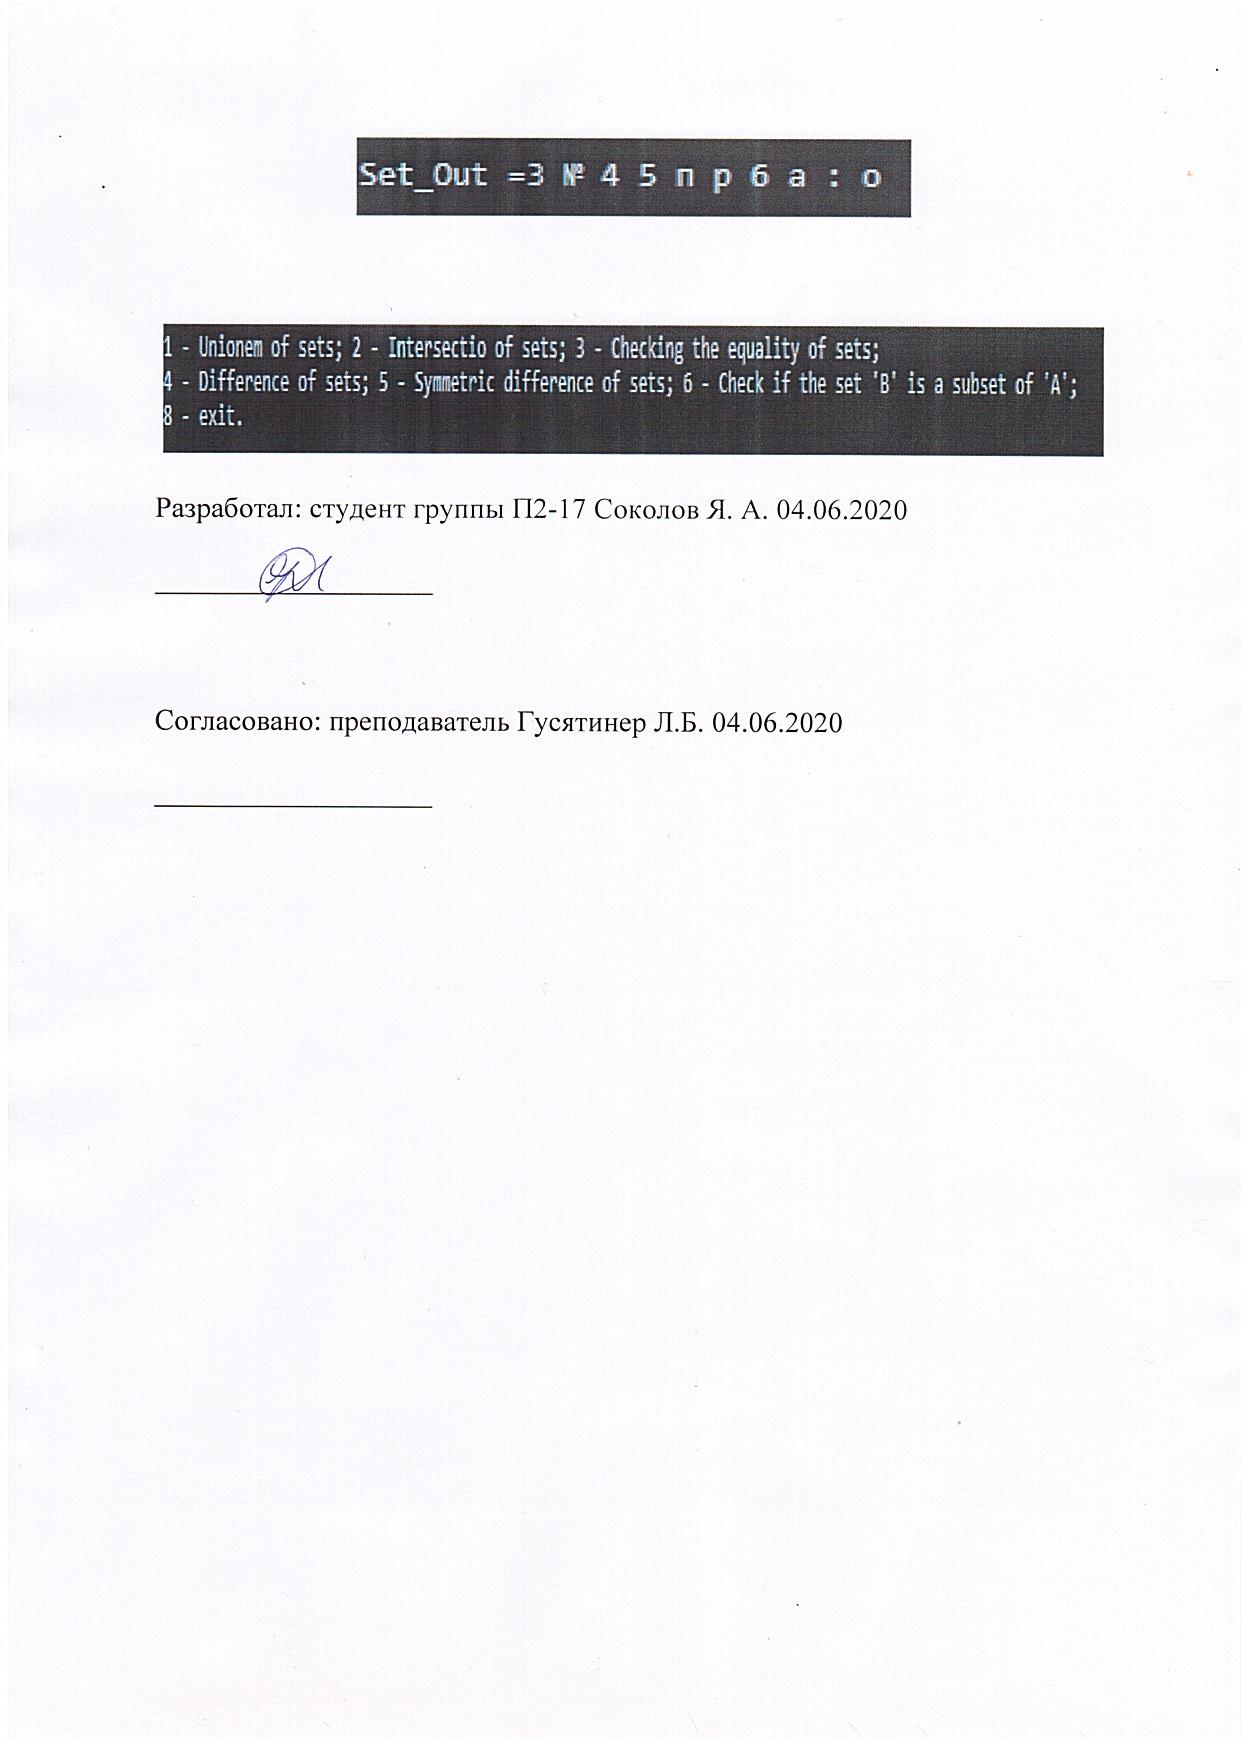 Set_Out =3 № 4 5 п р 6 а : о
1 - Unionem of sets; 2 - Intersectio of sets; 3 - Checking the equality of sets;
4 - Difference of sets; 5 - Symmetric difference of sets; 6 - Check if the set 'B' is a subset of 'A';
8 - exit.
Разработал: студент группы П2-17 Соколов Я. А. 04.06.2020
Согласовано: преподаватель Гусятинер Л.Б. 04.06.2020